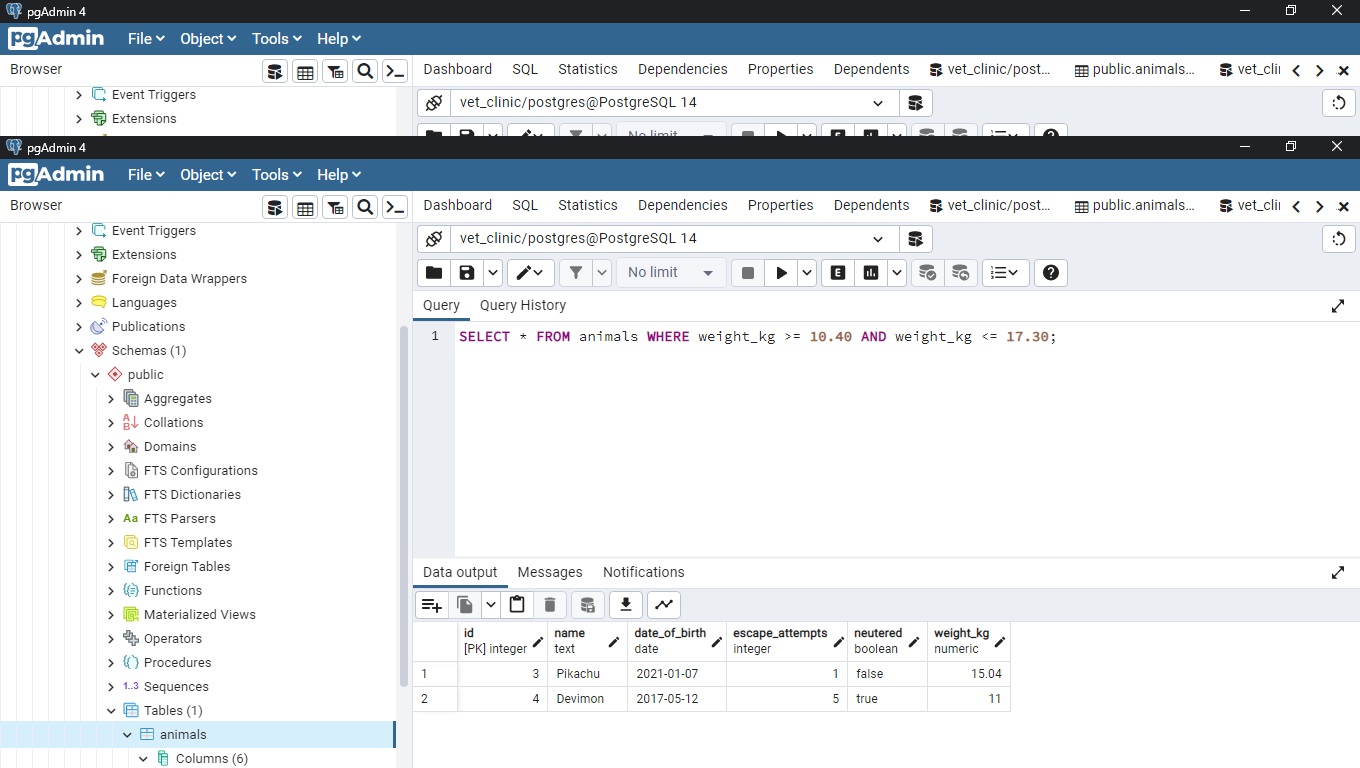 pgAdmin 4
pgAdmin File Object Tools Help
Browser Dashboard SQL Statistics Dependencies Properties Dependents vet_clinic/post... public.animals... vet_cli
Event Triggers vet_clinic/postgres@PostgreSQL 14
Extensions
No limit
pgAdmin 4
pgAdmin File Object Tools Help
Browser Dashboard SQL Statistics Dependencies Properties Dependents vet_clinic/post... public.animals... vet_cli
Event Triggers vet_clinic/postgres@PostgreSQL 14
Extensions
Foreign Data Wrappers No limit E
Languages Query Query History
Publications
1 SELECT * FROM animals WHERE weight_kg >= 10.40 AND weight_kg <= 17.30;
Schemas (1)
public
Aggregates
Collations
Domains
FTS Configurations
FTS Dictionaries
Aa FTS Parsers
FTS Templates
Foreign Tables
Functions
Materialized Views
Operators
Procedures
1..3 Sequences
Tables (1)
animals
Columns (6)
Data output Messages Notifications
id name date_of_birth escape_attempts neutered weight_kg
[PK] integer text date integer boolean numeric
1 3 Pikachu 2021-01-07 1 false 15.04
2 4 Devimon 2017-05-12 5 true 11